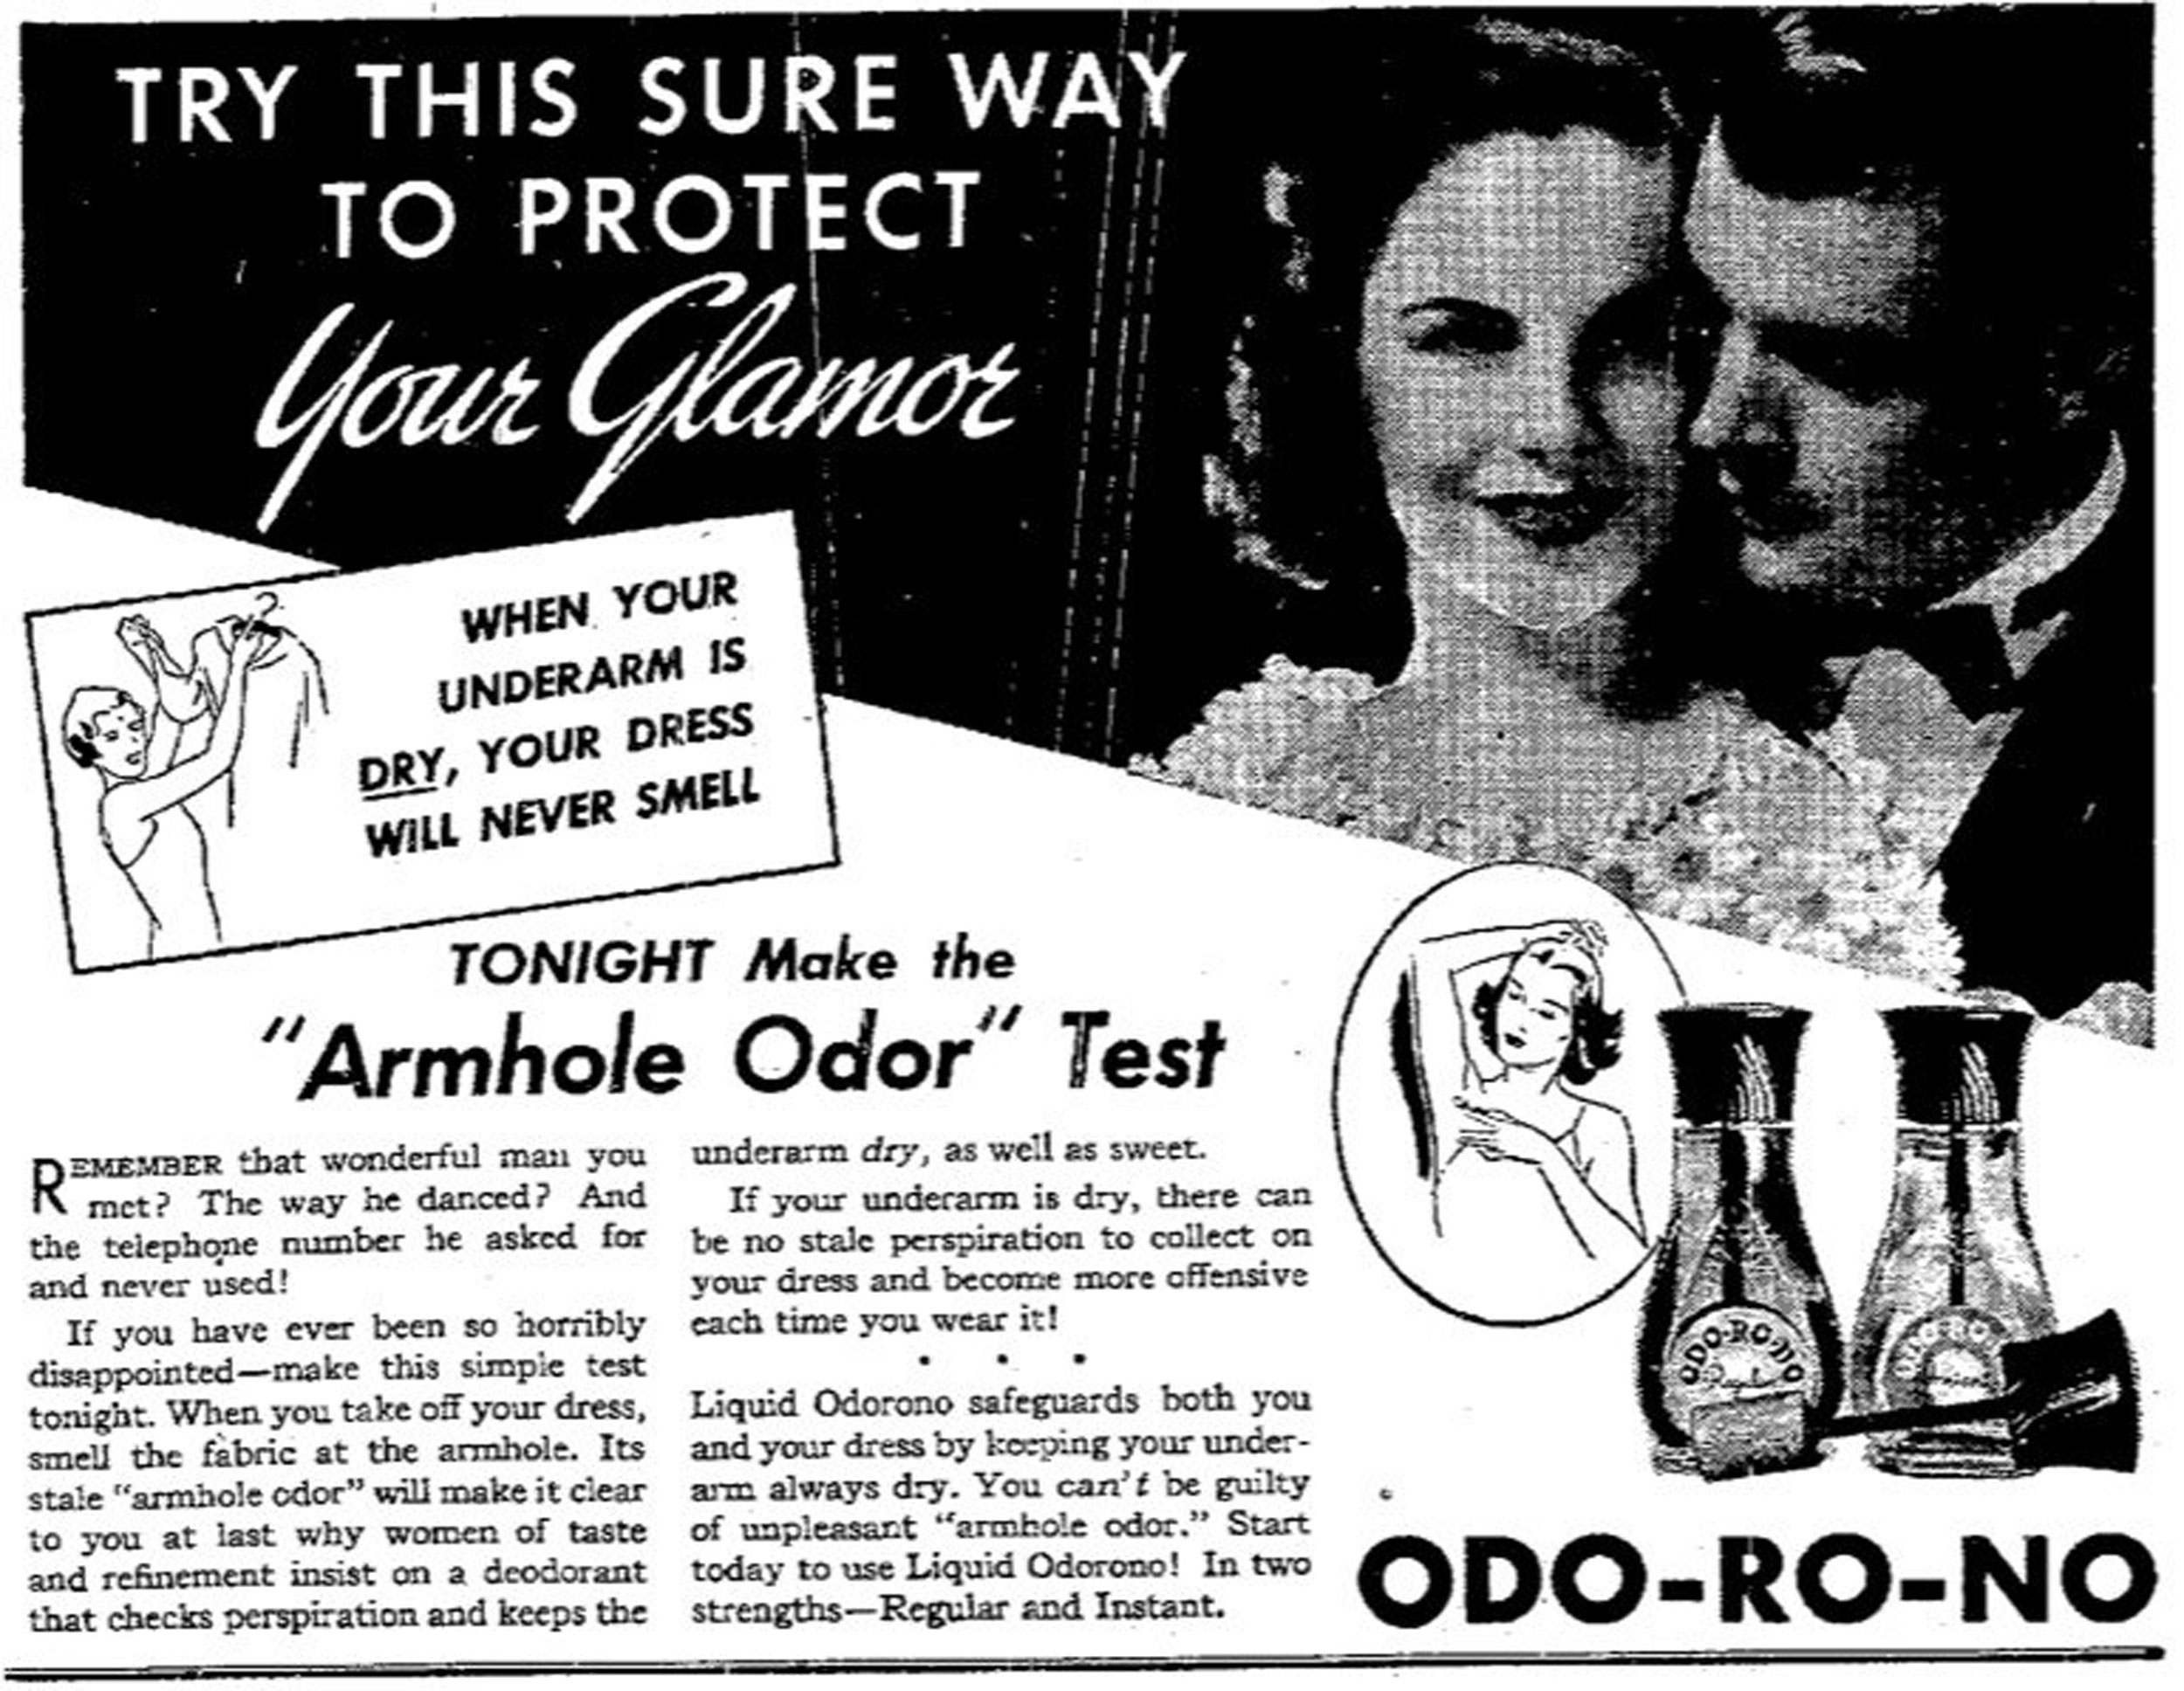 TRY THIS SURE WAY
TO PROTECT
Your Glamor
WHEN YOUR
UNDERARM IS
DRY, YOUR DRESS
WILL NEVER SMELL
TONIGHT Make the
"Armhole Odor" Test
REMEMBER that wonderful man you
met? The way he danced? And
the telephone number he asked for
and never used!
If you have ever been so horribly
disappointed—make this simple test
tonight. When you take off your dress,
smell the fabric at the armhole. Its
stale "armhole odor" will make it clear
to you at last why women of taste
and refinement insist on a deodorant
that checks perspiration and keeps the
underarm dry, as well as sweet.
If your underarm is dry, there can
be no stale perspiration to collect on
your dress and become more offensive
each time you wear it!
• • •
Liquid Odorono safeguards both you
and your dress by keeping your under-
arm always dry. You can't be guilty
of unpleasant "armhole odor." Start
today to use Liquid Odorono! In two
strengths—Regular and Instant.
ODO-RO-NO
ODO-RO-NO